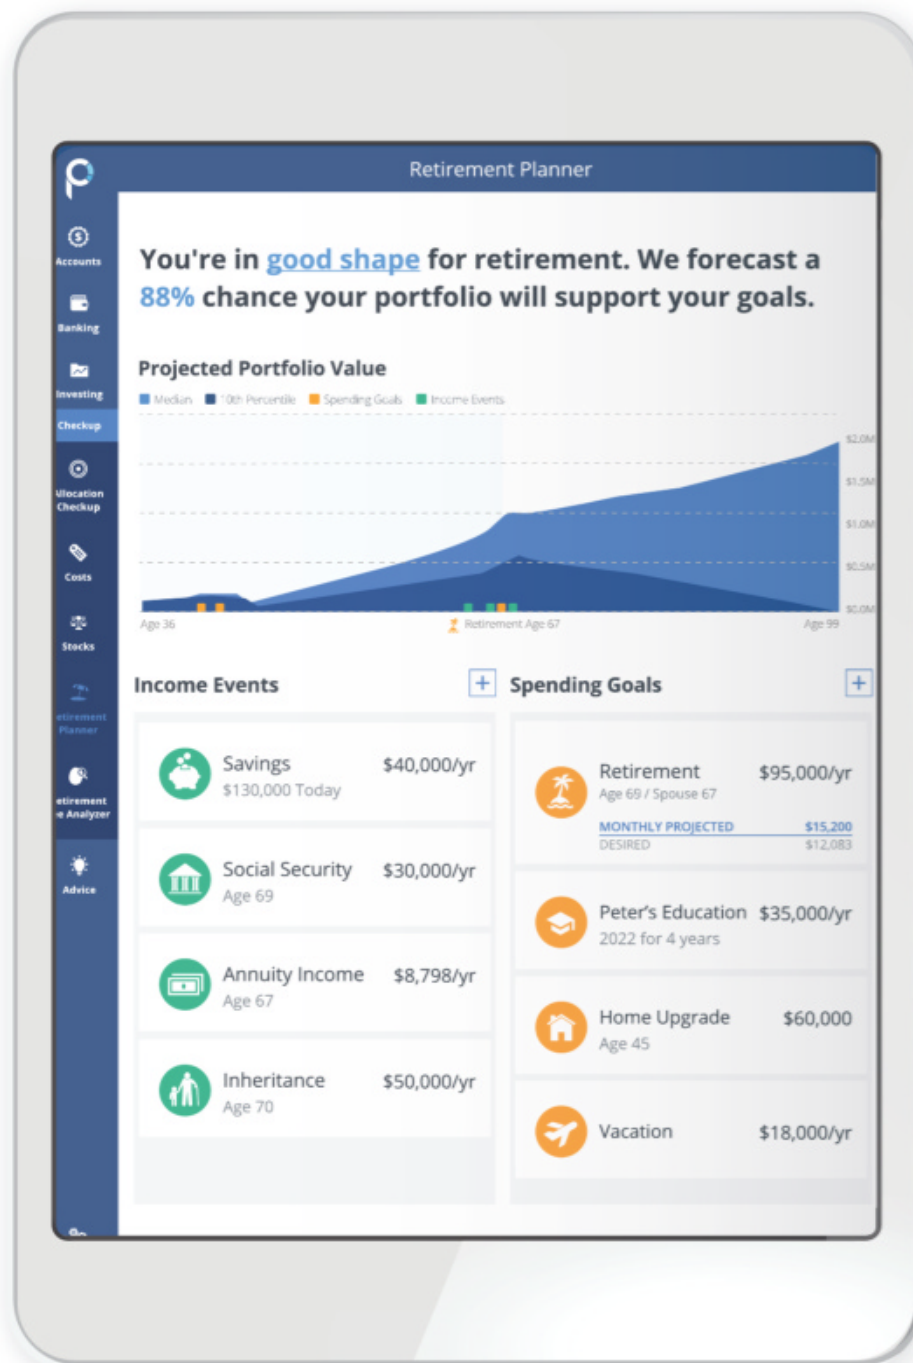 Retirement Planner
Accounts
Banking
Investing
Checkup
Allocation
Checkup
Costs
Stocks
etirement
Planner
etirement
e Analyzer
Advice
You're in good shape for retirement. We forecast a
88% chance your portfolio will support your goals.
Projected Portfolio Value
Median 10th Percentile Spending Goals Income Events
$2.0M
$1.5M
$1.0M
$0.5M
$0.0M
Age 36 Retirement Age 67 Age 99
Income Events
Savings $40,000/yr
$130,000 Today
Social Security $30,000/yr
Age 69
Annuity Income $8,798/yr
Age 67
Inheritance $50,000/yr
Age 70
Spending Goals
Retirement $95,000/yr
Age 69 / Spouse 67
MONTHLY PROJECTED $15,200
DESIRED $12,083
Peter's Education $35,000/yr
2022 for 4 years
Home Upgrade $60,000
Age 45
Vacation $18,000/yr